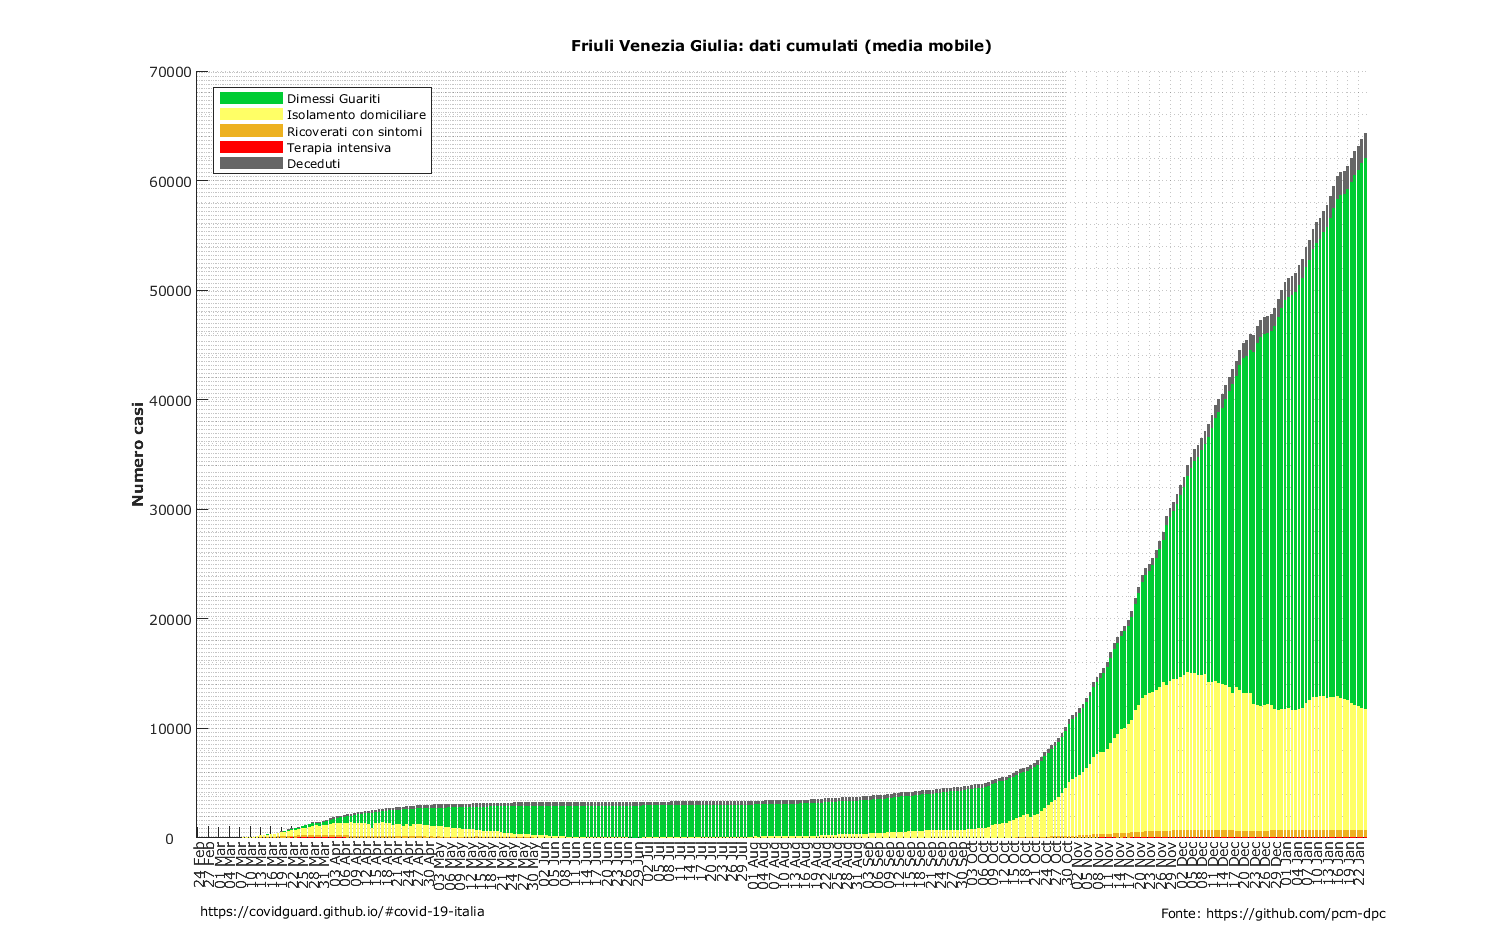 Friuli Venezia Giulia: dati cumulati (media mobile)
70000
60000
50000
40000
30000
20000
10000
0
Numero casi
Dimessi Guariti
Isolamento domiciliare
Ricoverati con sintomi
Terapia intensiva
Deceduti
24 Feb
27 Feb
01 Mar
04 Mar
07 Mar
10 Mar
13 Mar
16 Mar
19 Mar
22 Mar
25 Mar
28 Mar
31 Mar
03 Apr
06 Apr
09 Apr
12 Apr
15 Apr
18 Apr
21 Apr
24 Apr
27 Apr
30 Apr
03 May
06 May
09 May
12 May
15 May
18 May
21 May
24 May
27 May
30 May
02 Jun
05 Jun
08 Jun
11 Jun
14 Jun
17 Jun
20 Jun
23 Jun
26 Jun
29 Jun
02 Jul
05 Jul
08 Jul
11 Jul
14 Jul
17 Jul
20 Jul
23 Jul
26 Jul
29 Jul
01 Aug
04 Aug
07 Aug
10 Aug
13 Aug
16 Aug
19 Aug
22 Aug
25 Aug
28 Aug
31 Aug
03 Sep
06 Sep
09 Sep
12 Sep
15 Sep
18 Sep
21 Sep
24 Sep
27 Sep
30 Sep
03 Oct
06 Oct
09 Oct
12 Oct
15 Oct
18 Oct
21 Oct
24 Oct
27 Oct
30 Oct
02 Nov
05 Nov
08 Nov
11 Nov
14 Nov
17 Nov
20 Nov
23 Nov
26 Nov
29 Nov
02 Dec
05 Dec
08 Dec
11 Dec
14 Dec
17 Dec
20 Dec
23 Dec
26 Dec
29 Dec
01 Jan
04 Jan
07 Jan
10 Jan
13 Jan
16 Jan
19 Jan
22 Jan
https://covidguard.github.io/#covid-19-italia
Fonte: https://github.com/pcm-dpc